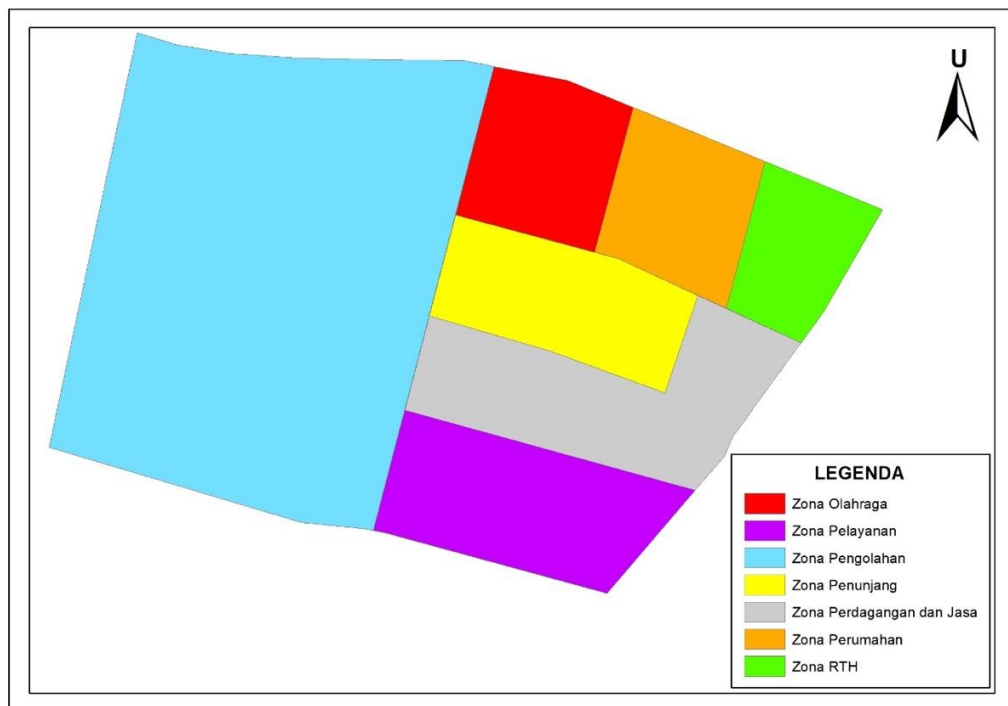 U
LEGENDA
Zona Olahraga
Zona Pelayanan
Zona Pengolahan
Zona Penunjang
Zona Perdagangan dan Jasa
Zona Perumahan
Zona RTH